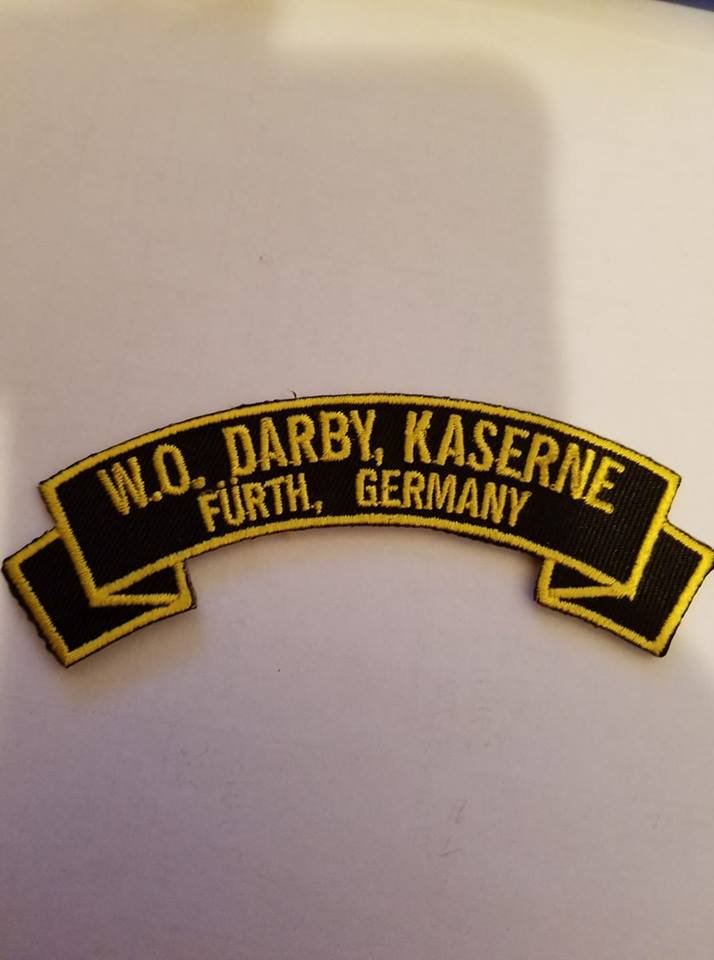 W.O. DARBY, KASERNE
FÜRTH, GERMANY